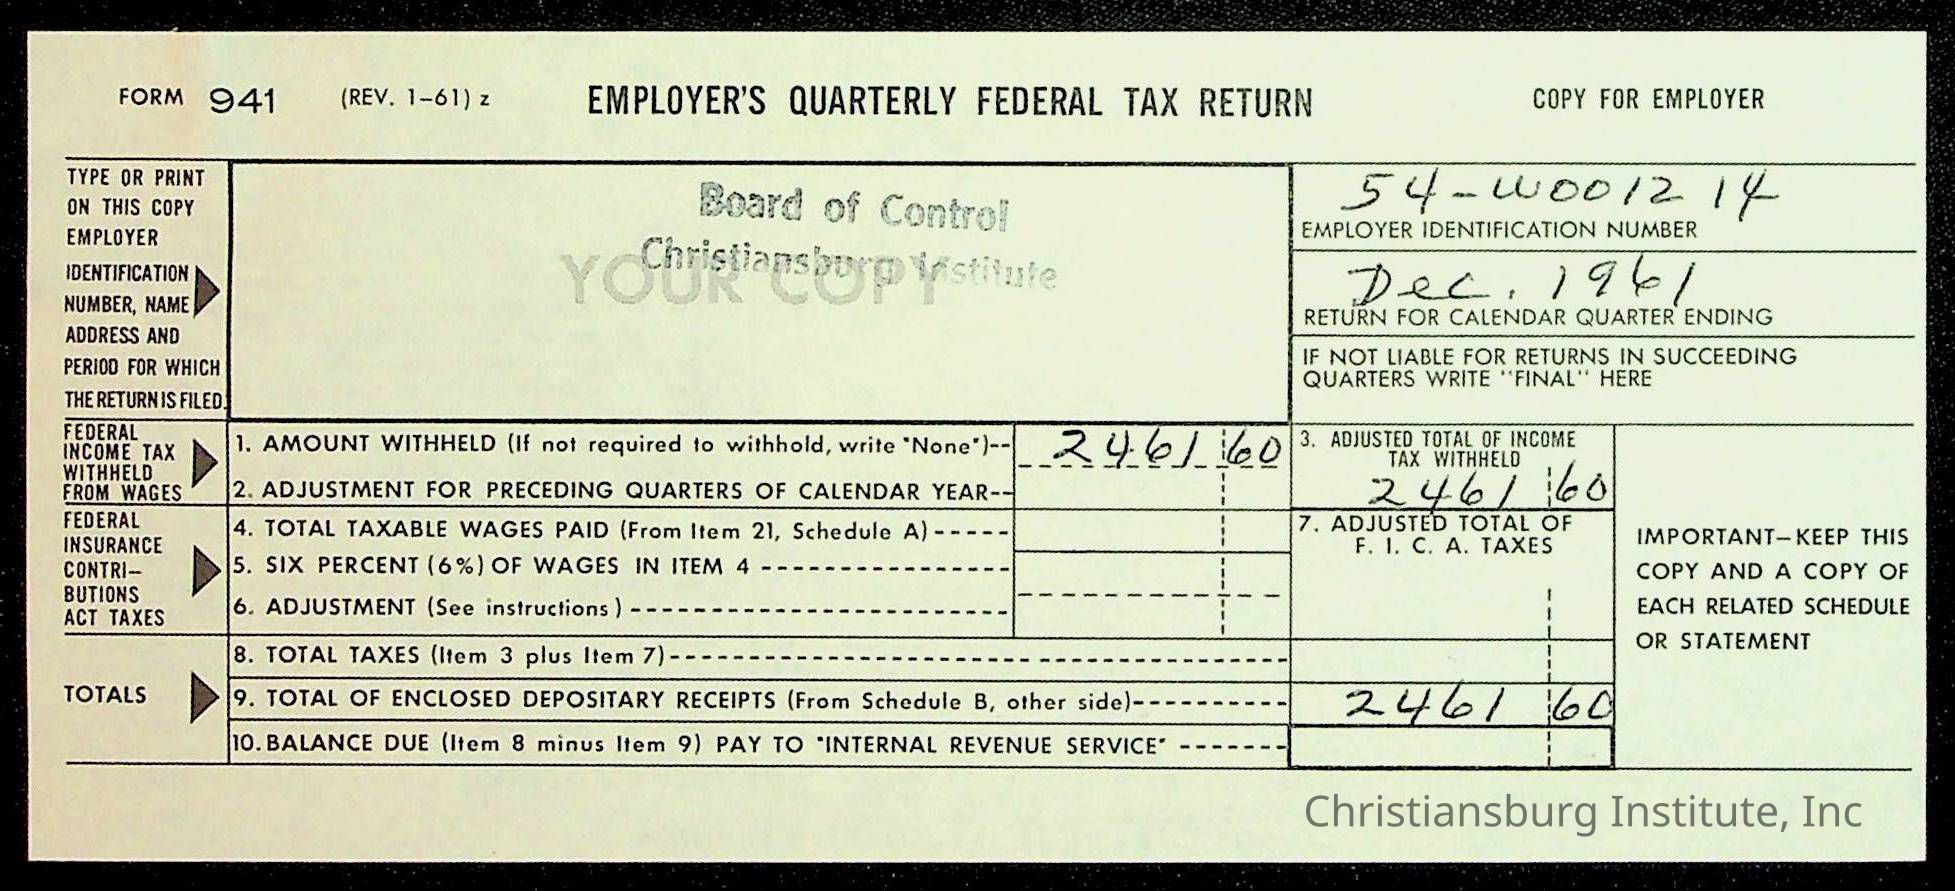 FORM 941 (REV. 1-61) z EMPLOYER'S QUARTERLY FEDERAL TAX RETURN COPY FOR EMPLOYER
TYPE OR PRINT
ON THIS COPY
EMPLOYER
IDENTIFICATION
NUMBER, NAME
ADDRESS AND
PERIOD FOR WHICH
THE RETURN IS FILED.
Board of Control
Christiansburg Institute
YOUR COPY
54-W001214
EMPLOYER IDENTIFICATION NUMBER
Dec. 1961
RETURN FOR CALENDAR QUARTER ENDING
IF NOT LIABLE FOR RETURNS IN SUCCEEDING
QUARTERS WRITE "FINAL" HERE
FEDERAL
INCOME TAX
WITHHELD
FROM WAGES
1. AMOUNT WITHHELD (If not required to withhold, write "None")-- 2461 60
2. ADJUSTMENT FOR PRECEDING QUARTERS OF CALENDAR YEAR--
3. ADJUSTED TOTAL OF INCOME
TAX WITHHELD
2461 60
FEDERAL
INSURANCE
CONTRI-
BUTIONS
ACT TAXES
4. TOTAL TAXABLE WAGES PAID (From Item 21, Schedule A)-----
5. SIX PERCENT (6%) OF WAGES IN ITEM 4 ----------------
6. ADJUSTMENT (See instructions)------------------------
7. ADJUSTED TOTAL OF
F. I. C. A. TAXES
IMPORTANT-KEEP THIS
COPY AND A COPY OF
EACH RELATED SCHEDULE
OR STATEMENT
TOTALS
8. TOTAL TAXES (Item 3 plus Item 7)---------------------------------------
9. TOTAL OF ENCLOSED DEPOSITARY RECEIPTS (From Schedule B, other side)---------- 2461 60
10. BALANCE DUE (Item 8 minus Item 9) PAY TO "INTERNAL REVENUE SERVICE" -------
Christiansburg Institute, Inc